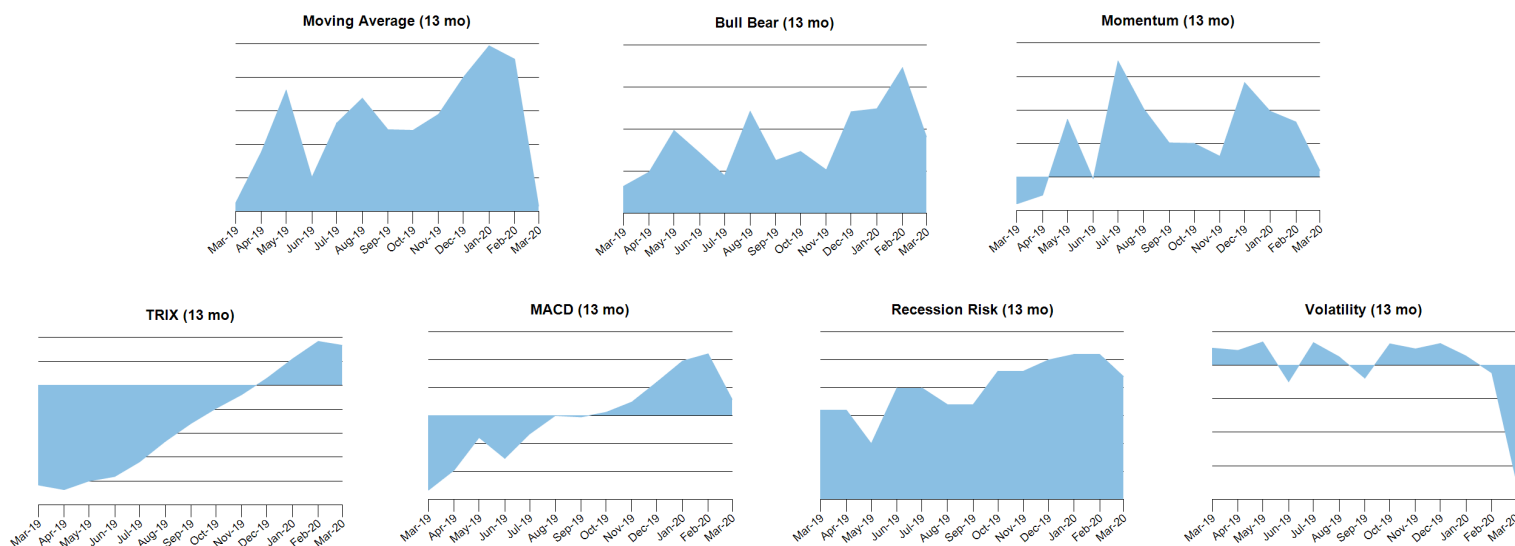 Moving Average (13 mo)
Mar-19 Apr-19 May-19 Jun-19 Jul-19 Aug-19 Sep-19 Oct-19 Nov-19 Dec-19 Jan-20 Feb-20 Mar-20
Bull Bear (13 mo)
Mar-19 Apr-19 May-19 Jun-19 Jul-19 Aug-19 Sep-19 Oct-19 Nov-19 Dec-19 Jan-20 Feb-20 Mar-20
Momentum (13 mo)
Mar-19 Apr-19 May-19 Jun-19 Jul-19 Aug-19 Sep-19 Oct-19 Nov-19 Dec-19 Jan-20 Feb-20 Mar-20
TRIX (13 mo)
Mar-19 Apr-19 May-19 Jun-19 Jul-19 Aug-19 Sep-19 Oct-19 Nov-19 Dec-19 Jan-20 Feb-20 Mar-20
MACD (13 mo)
Mar-19 Apr-19 May-19 Jun-19 Jul-19 Aug-19 Sep-19 Oct-19 Nov-19 Dec-19 Jan-20 Feb-20 Mar-20
Recession Risk (13 mo)
Mar-19 Apr-19 May-19 Jun-19 Jul-19 Aug-19 Sep-19 Oct-19 Nov-19 Dec-19 Jan-20 Feb-20 Mar-20
Volatility (13 mo)
Mar-19 Apr-19 May-19 Jun-19 Jul-19 Aug-19 Sep-19 Oct-19 Nov-19 Dec-19 Jan-20 Feb-20 Mar-20